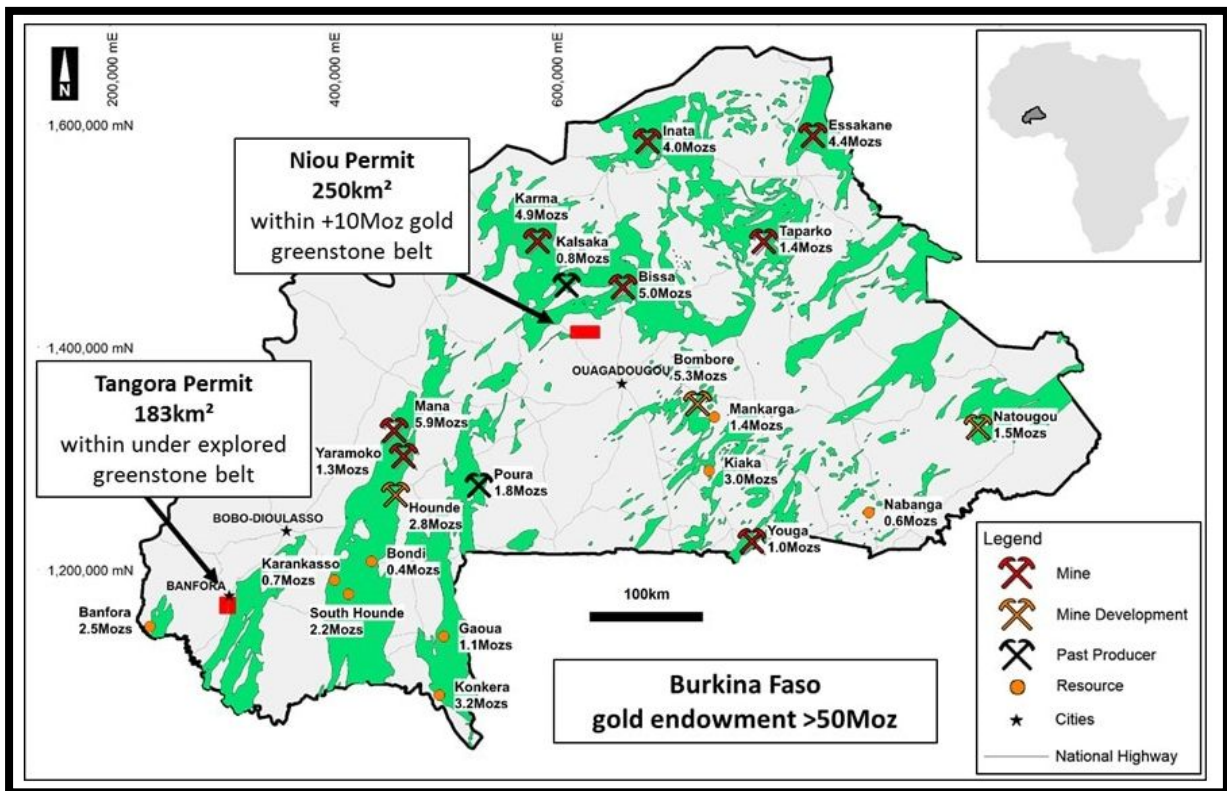 200,000 mE
400,000 mE
600,000 mE
N
1,600,000 mN
1,400,000 mN
1,200,000 mN
Niou Permit
250km²
within +10Moz gold
greenstone belt
Tangora Permit
183km²
within under explored
greenstone belt
Inata
4.0Mozs
Essakane
4.4Mozs
Karma
4.9Mozs
Kalsaka
0.8Mozs
Taparko
1.4Mozs
Bissa
5.0Mozs
OUAGADOUGOU
Bombore
5.3Mozs
Mankarga
1.4Mozs
Natougou
1.5Mozs
Mana
5.9Mozs
Yaramoko
1.3Mozs
Poura
1.8Mozs
Kiaka
3.0Mozs
Hounde
2.8Mozs
Nabanga
0.6Mozs
BOBO-DIOULASSO
Youga
1.0Mozs
Bondi
0.4Mozs
Karankasso
0.7Mozs
BANFORA
South Hounde
2.2Mozs
Banfora
2.5Mozs
Gaoua
1.1Mozs
Konkera
3.2Mozs
100km
Burkina Faso
gold endowment >50Moz
Legend
Mine
Mine Development
Past Producer
Resource
Cities
National Highway